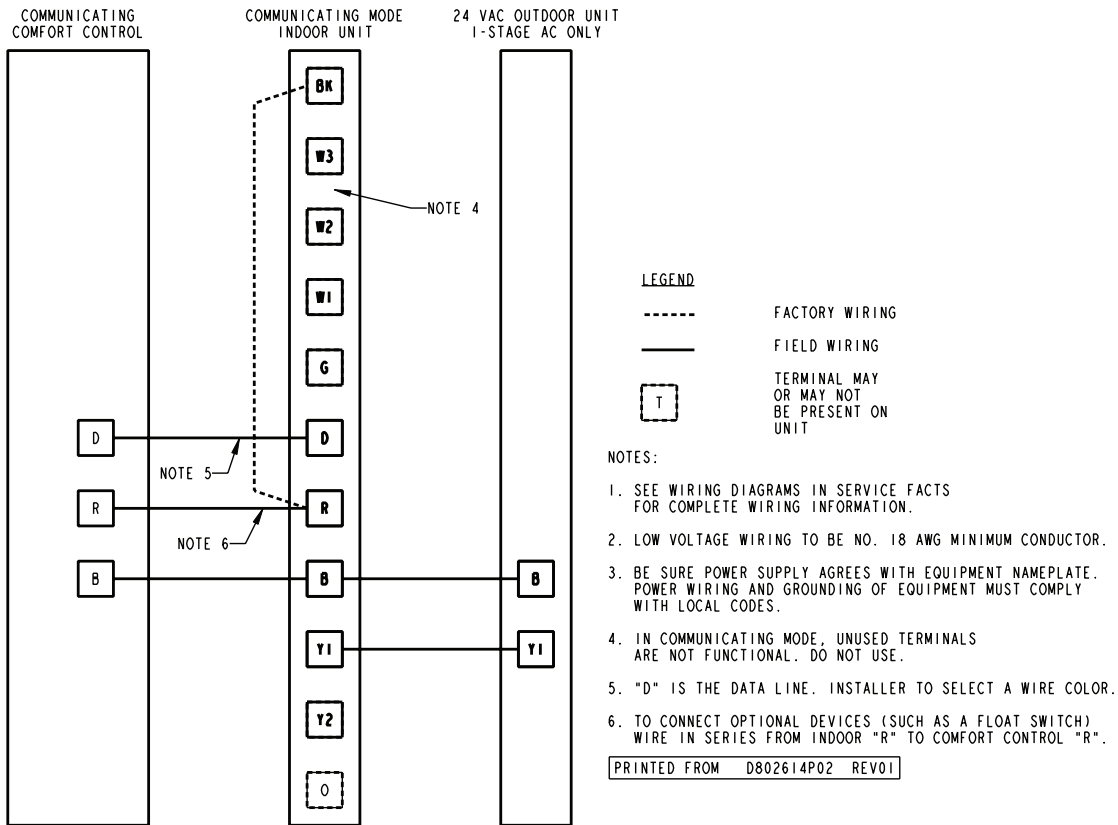 COMMUNICATING
COMFORT CONTROL
COMMUNICATING MODE
INDOOR UNIT
24 VAC OUTDOOR UNIT
1-STAGE AC ONLY
BK
W3
NOTE 4
W2
W1
G
D
D
NOTE 5
R
R
NOTE 6
B
B
B
Y1
Y1
Y2
O
LEGEND
FACTORY WIRING
FIELD WIRING
T
TERMINAL MAY
OR MAY NOT
BE PRESENT ON
UNIT
NOTES:
1. SEE WIRING DIAGRAMS IN SERVICE FACTS
FOR COMPLETE WIRING INFORMATION.
2. LOW VOLTAGE WIRING TO BE NO. 18 AWG MINIMUM CONDUCTOR.
3. BE SURE POWER SUPPLY AGREES WITH EQUIPMENT NAMEPLATE.
POWER WIRING AND GROUNDING OF EQUIPMENT MUST COMPLY
WITH LOCAL CODES.
4. IN COMMUNICATING MODE, UNUSED TERMINALS
ARE NOT FUNCTIONAL. DO NOT USE.
5. "D" IS THE DATA LINE. INSTALLER TO SELECT A WIRE COLOR.
6. TO CONNECT OPTIONAL DEVICES (SUCH AS A FLOAT SWITCH)
WIRE IN SERIES FROM INDOOR "R" TO COMFORT CONTROL "R".
PRINTED FROM D802614P02 REV01